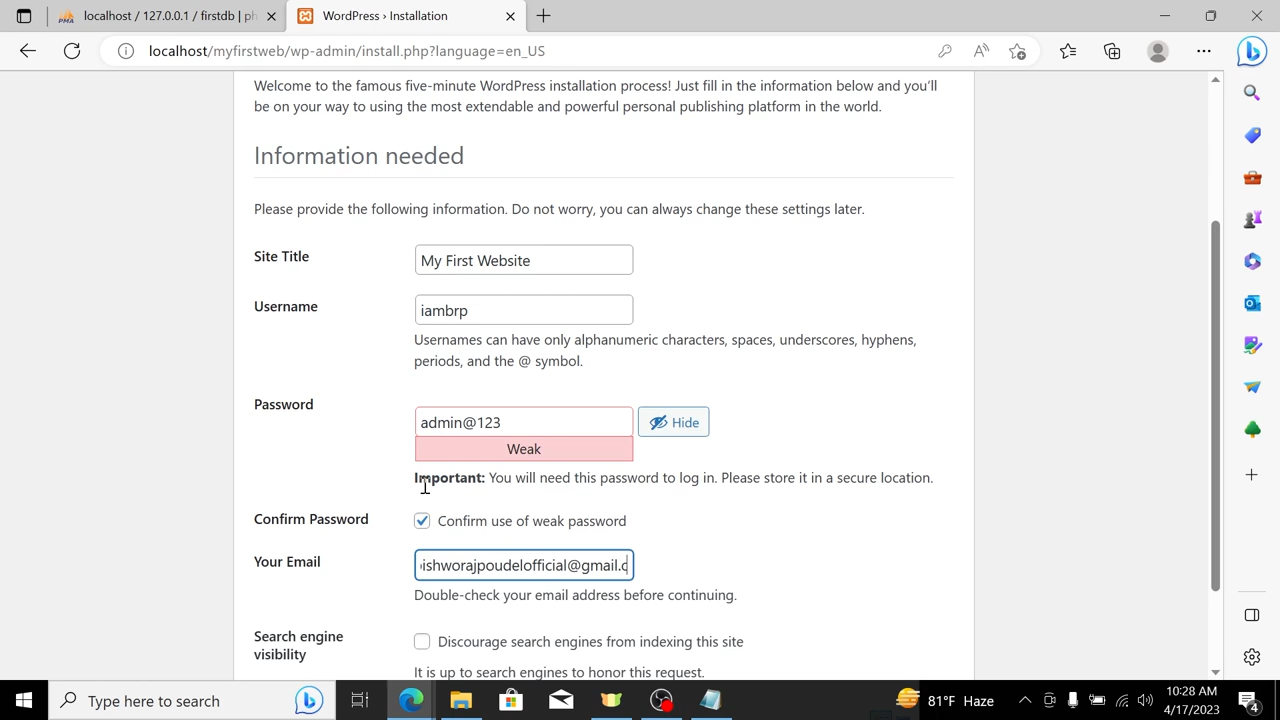 localhost / 127.0.0.1 / firstdb | ph
WordPress › Installation
localhost/myfirstweb/wp-admin/install.php?language=en_US
Welcome to the famous five-minute WordPress installation process! Just fill in the information below and you'll
be on your way to using the most extendable and powerful personal publishing platform in the world.
Information needed
Please provide the following information. Do not worry, you can always change these settings later.
Site Title
My First Website
Username
iambrp
Usernames can have only alphanumeric characters, spaces, underscores, hyphens,
periods, and the @ symbol.
Password
admin@123
Hide
Weak
Important: You will need this password to log in. Please store it in a secure location.
Confirm Password
Confirm use of weak password
Your Email
ishworajpoudelofficial@gmail.c
Double-check your email address before continuing.
Search engine
visibility
Discourage search engines from indexing this site
It is up to search engines to honor this request.
Type here to search
81°F Haze
10:28 AM
4/17/2023
4